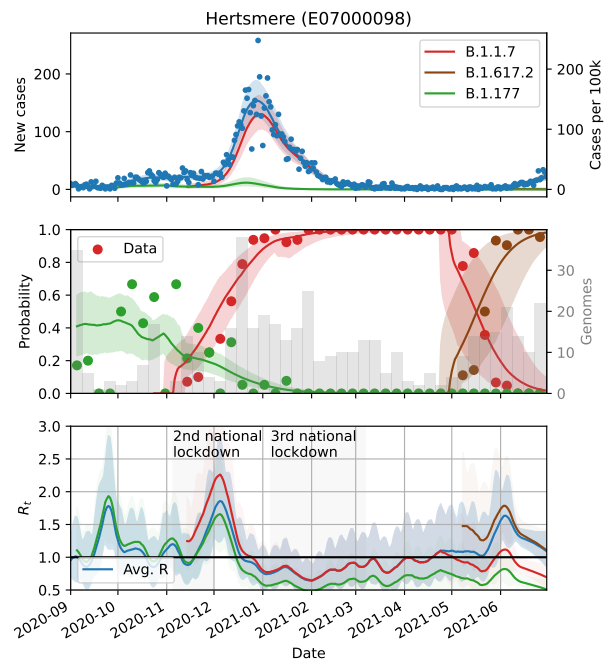 Hertsmere (E07000098)
New cases
200
100
0
B.1.1.7
B.1.617.2
B.1.177
200
100
0
Cases per 100k
Probability
1.0
0.8
0.6
0.4
0.2
0.0
Data
30
20
10
0
Genomes
R_t
3.0
2.5
2.0
1.5
1.0
0.5
2nd national
lockdown
3rd national
lockdown
Avg. R
2020-09
2020-10
2020-11
2020-12
2021-01
2021-02
2021-03
2021-04
2021-05
2021-06
Date